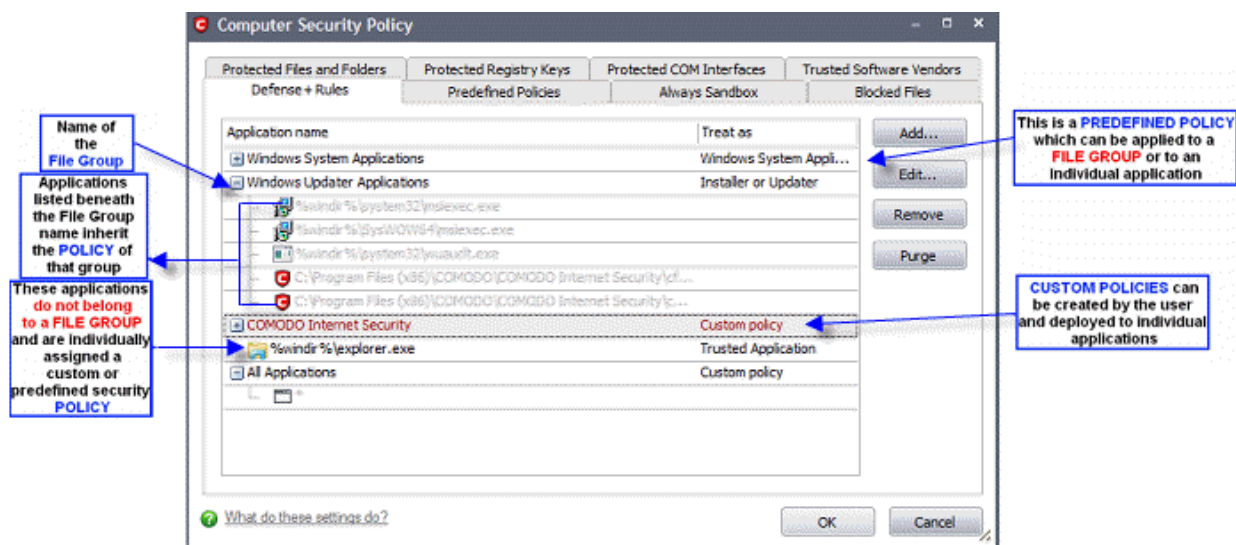 Computer Security Policy
Protected Files and Folders
Protected Registry Keys
Protected COM Interfaces
Trusted Software Vendors
Defense+ Rules
Predefined Policies
Always Sandbox
Blocked Files
Application name
Treat as
Windows System Applications
Windows System Appli...
Windows Updater Applications
Installer or Updater
%windir%\system32\msiexec.exe
%windir%\SysWOW64\msiexec.exe
%windir%\system32\wuauclt.exe
C:\Program Files (x86)\COMODO\COMODO Internet Security\cf...
C:\Program Files (x86)\COMODO\COMODO Internet Security\c...
COMODO Internet Security
Custom policy
%windir%\explorer.exe
Trusted Application
All Applications
Custom policy
*
Add...
Edit...
Remove
Purge
What do these settings do?
OK
Cancel
Name of
the
File Group
Applications
listed beneath
the File Group
name inherit
the POLICY of
that group
These applications
do not belong
to a FILE GROUP
and are individually
assigned a
custom or
predefined security
POLICY
This is a PREDEFINED POLICY
which can be applied to a
FILE GROUP or to an
individual application
CUSTOM POLICIES can
be created by the user
and deployed to individual
applications